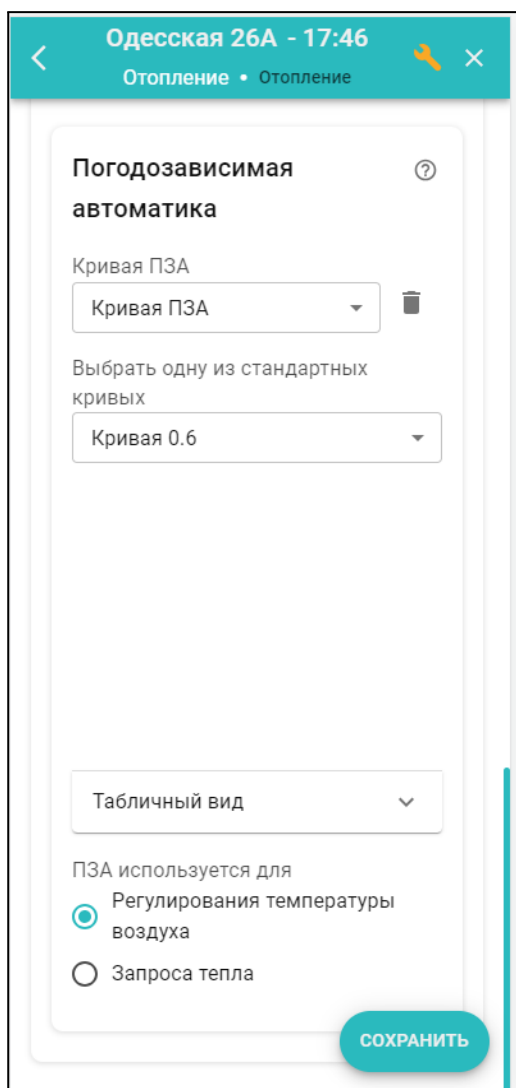 Одесская 26А - 17:46
Отопление • Отопление
Погодозависимая
автоматика
Кривая ПЗА
Кривая ПЗА
Выбрать одну из стандартных
кривых
Кривая 0.6
Табличный вид
ПЗА используется для
Регулирования температуры
воздуха
Запроса тепла
СОХРАНИТЬ